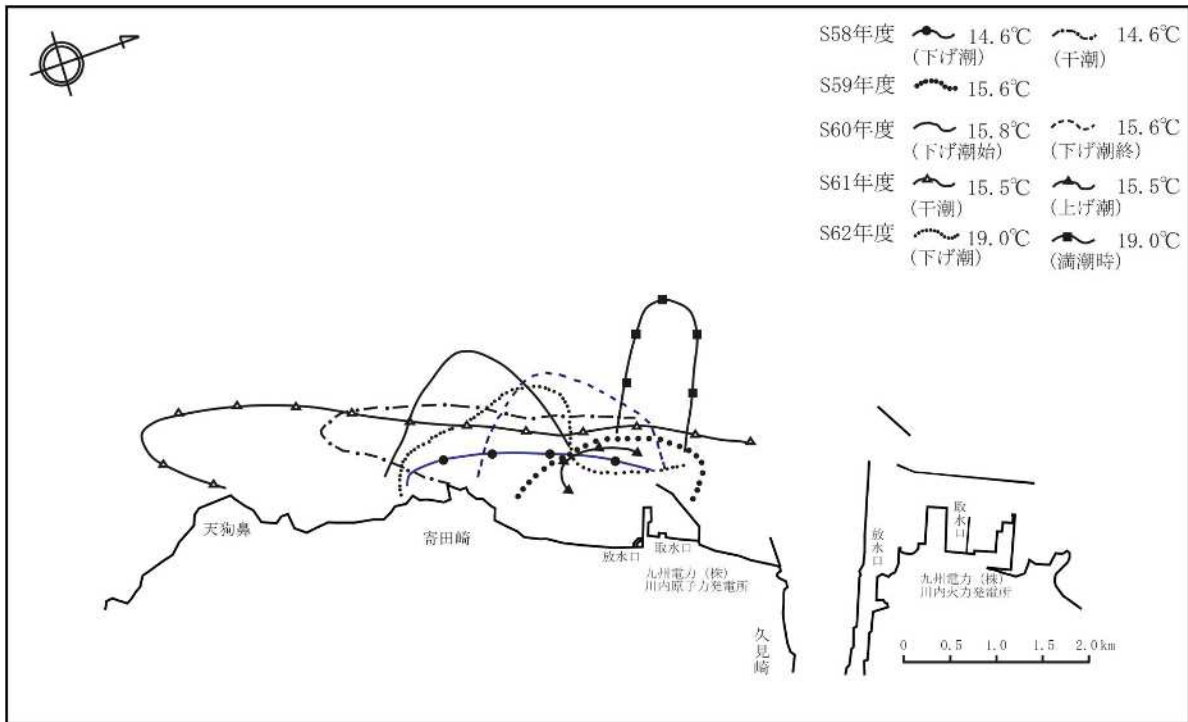 S58年度 14.6℃ 14.6℃
(下げ潮) (干潮)
S59年度 15.6℃
S60年度 15.8℃ 15.6℃
(下げ潮始) (下げ潮終)
S61年度 15.5℃ 15.5℃
(干潮) (上げ潮)
S62年度 19.0℃ 19.0℃
(下げ潮) (満潮時)
天狗鼻
寄田崎
放水口
取水口
九州電力（株）
川内原子力発電所
久見崎
放水口
取水口
九州電力（株）
川内火力発電所
0 0.5 1.0 1.5 2.0km